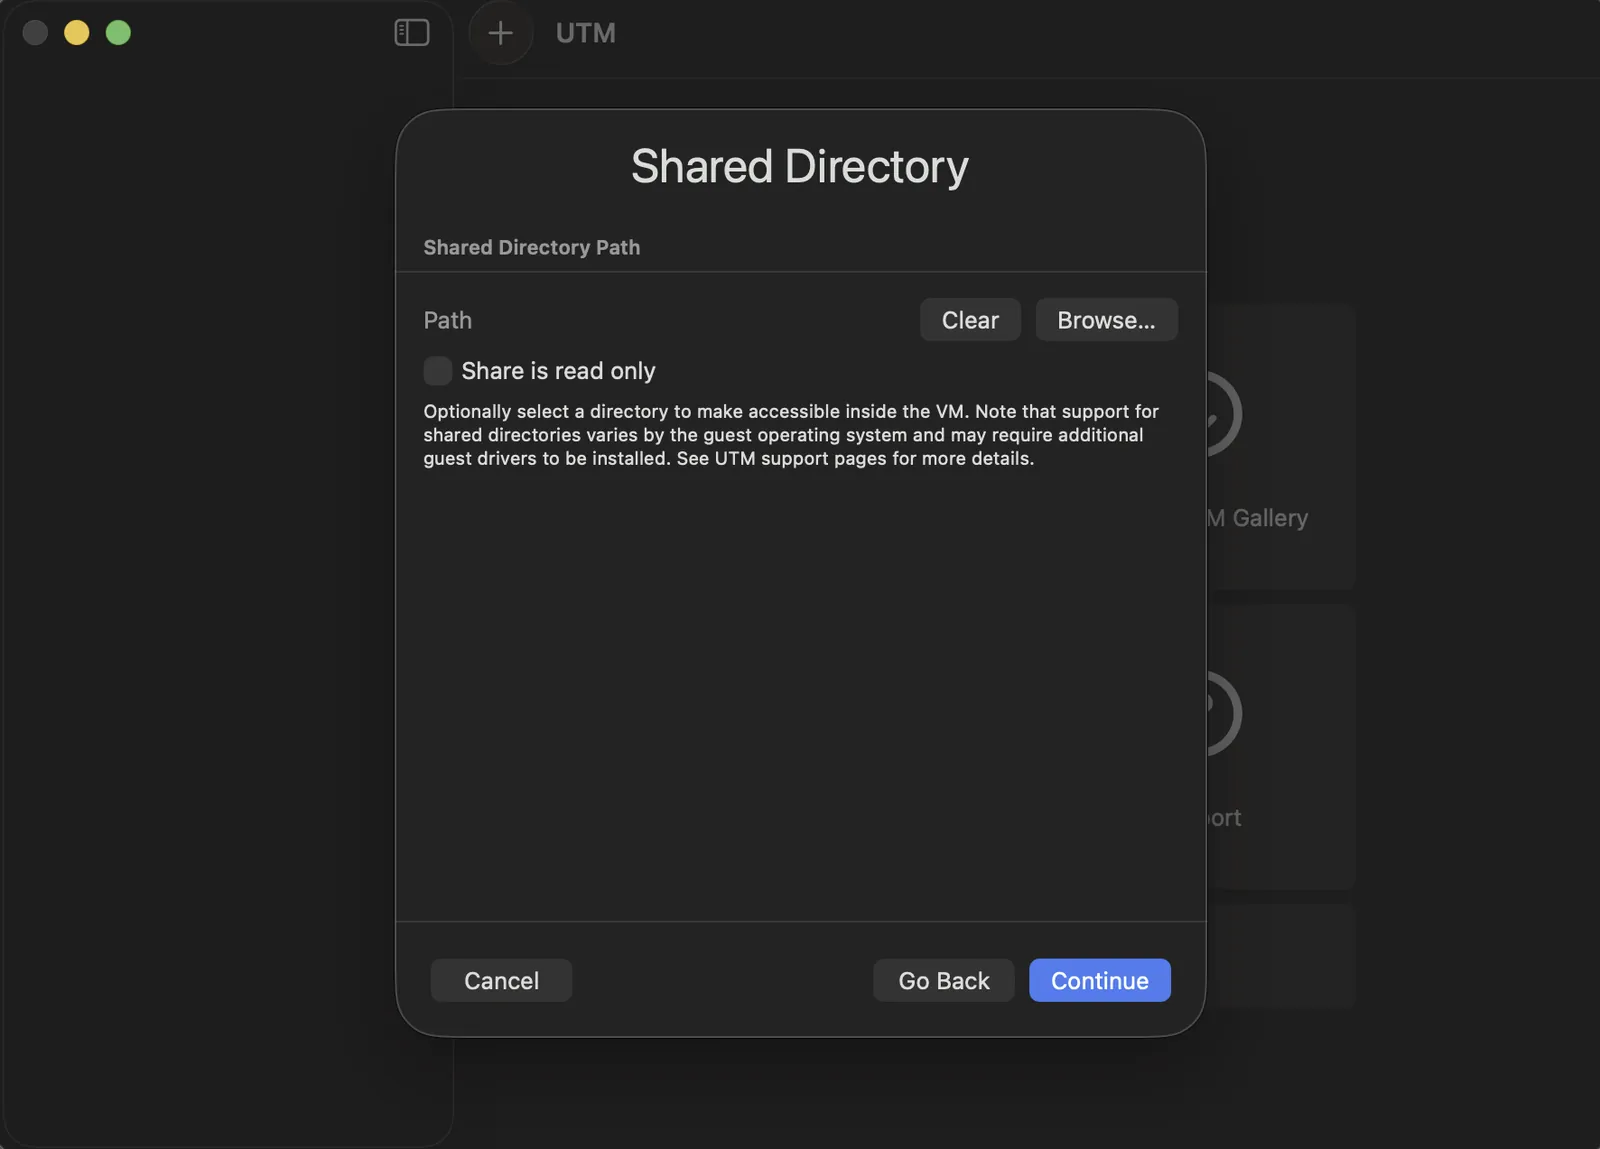 UTM
Shared Directory
Shared Directory Path
Path
Clear
Browse...
Share is read only
Optionally select a directory to make accessible inside the VM. Note that support for
shared directories varies by the guest operating system and may require additional
guest drivers to be installed. See UTM support pages for more details.
M Gallery
ort
Cancel
Go Back
Continue